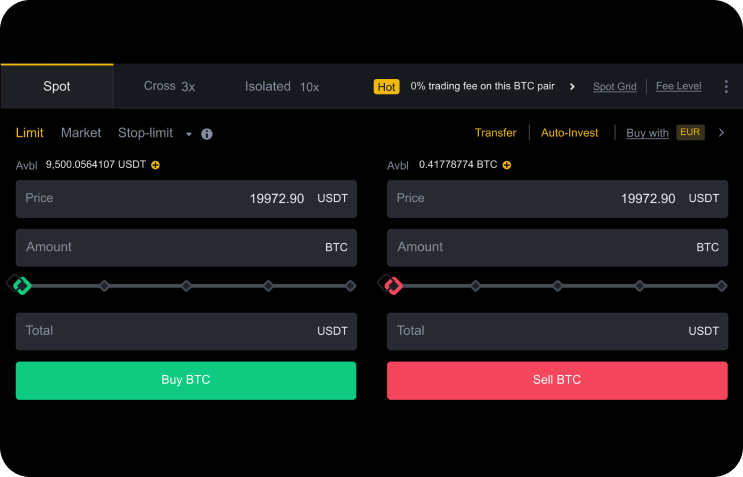 Spot Cross 3x Isolated 10x Hot 0% trading fee on this BTC pair Spot Grid Fee Level
Limit Market Stop-limit Transfer Auto-Invest Buy with EUR
Avbl 9,500.0564107 USDT Avbl 0.41778774 BTC
Price 19972.90 USDT Price 19972.90 USDT
Amount BTC Amount BTC
Total USDT Total USDT
Buy BTC Sell BTC